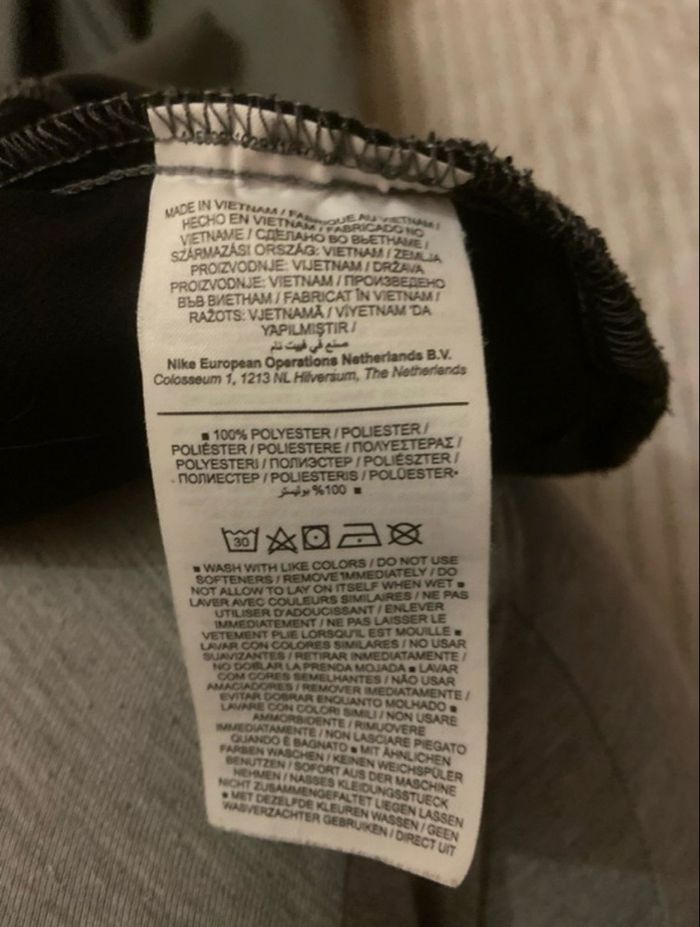 MADE IN VIETNAM / FABRIQUE AU VIETNAM /
HECHO EN VIETNAM / FABRICADO NO
VIETNAME / СДЕЛАНО ВО ВЬЕТНАМЕ /
SZÁRMAZÁSI ORSZÁG: VIETNAM / ZEMLJA
PROIZVODNJE: VIJETNAM / DRŽAVA
PROIZVODNJE: VIETNAM / ПРОИЗВЕДЕНО
ВЪВ ВИЕТНАМ / FABRICAT ÎN VIETNAM /
RAŽOTS: VJETNAMĀ / VİYETNAM 'DA
YAPILMIŞTIR /
صنع في فييت نام
Nike European Operations Netherlands B.V.
Colosseum 1, 1213 NL Hilversum, The Netherlands
■ 100% POLYESTER / POLIESTER /
POLIÉSTER / POLIESTERE / ΠΟΛΥΕΣΤΕΡΑΣ /
POLYESTERI / ПОЛИЭСТЕР / POLIÉSZTER /
ПОЛИЕСТЕР / POLIESTERIS / POLÜESTER
100% بوليستر ■
30
■ WASH WITH LIKE COLORS / DO NOT USE
SOFTENERS / REMOVE IMMEDIATELY / DO
NOT ALLOW TO LAY ON ITSELF WHEN WET ■
LAVER AVEC COULEURS SIMILAIRES / NE PAS
UTILISER D'ADOUCISSANT / ENLEVER
IMMEDIATEMENT / NE PAS LAISSER LE
VETEMENT PLIE LORSQU'IL EST MOUILLE ■
LAVAR CON COLORES SIMILARES / NO USAR
SUAVIZANTES / RETIRAR INMEDIATAMENTE /
NO DOBLAR LA PRENDA MOJADA ■ LAVAR
COM CORES SEMELHANTES / NÃO USAR
AMACIADORES / REMOVER IMEDIATAMENTE /
EVITAR DOBRAR ENQUANTO MOLHADO ■
LAVARE CON COLORI SIMILI / NON USARE
AMMORBIDENTE / RIMUOVERE
IMMEDIATAMENTE / NON LASCIARE PIEGATO
QUANDO È BAGNATO ■ MIT ÄHNLICHEN
FARBEN WASCHEN / KEINEN WEICHSPÜLER
BENUTZEN / SOFORT AUS DER MASCHINE
NEHMEN / NASSES KLEIDUNGSSTUECK
NICHT ZUSAMMENGEFALTET LIEGEN LASSEN
■ MET DEZELFDE KLEUREN WASSEN / GEEN
WASVERZACHTER GEBRUIKEN / DIRECT UIT